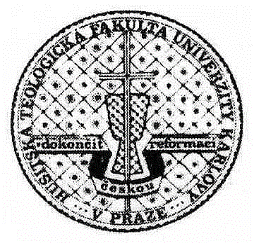 HUSITSKÁ TEOLOGICKÁ FAKULTA UNIVERZITY KARLOVY
V PRAZE
dokončit reformaci
českou